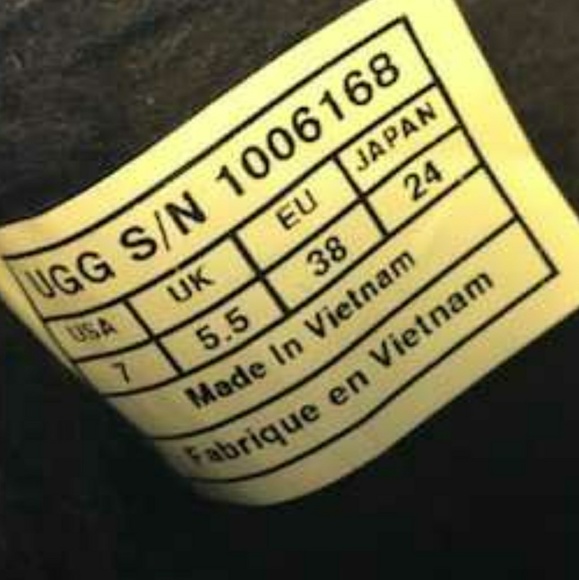 UGG S/N 1006168
USA UK EU JAPAN
7 5.5 38 24
Made In Vietnam
Fabrique en Vietnam